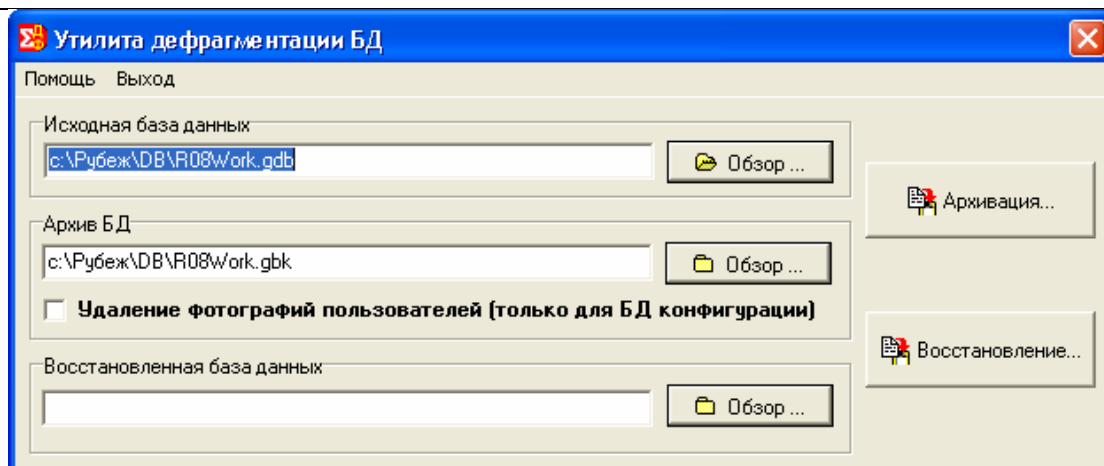 Утилита дефрагментации БД
Помощь Выход
Исходная база данных
c:\Рубеж\DB\R08Work.gdb Обзор ...
Архивация...
Архив БД
c:\Рубеж\DB\R08Work.gbk Обзор ...
Удаление фотографий пользователей (только для БД конфигурации)
Восстановление...
Восстановленная база данных
Обзор ...